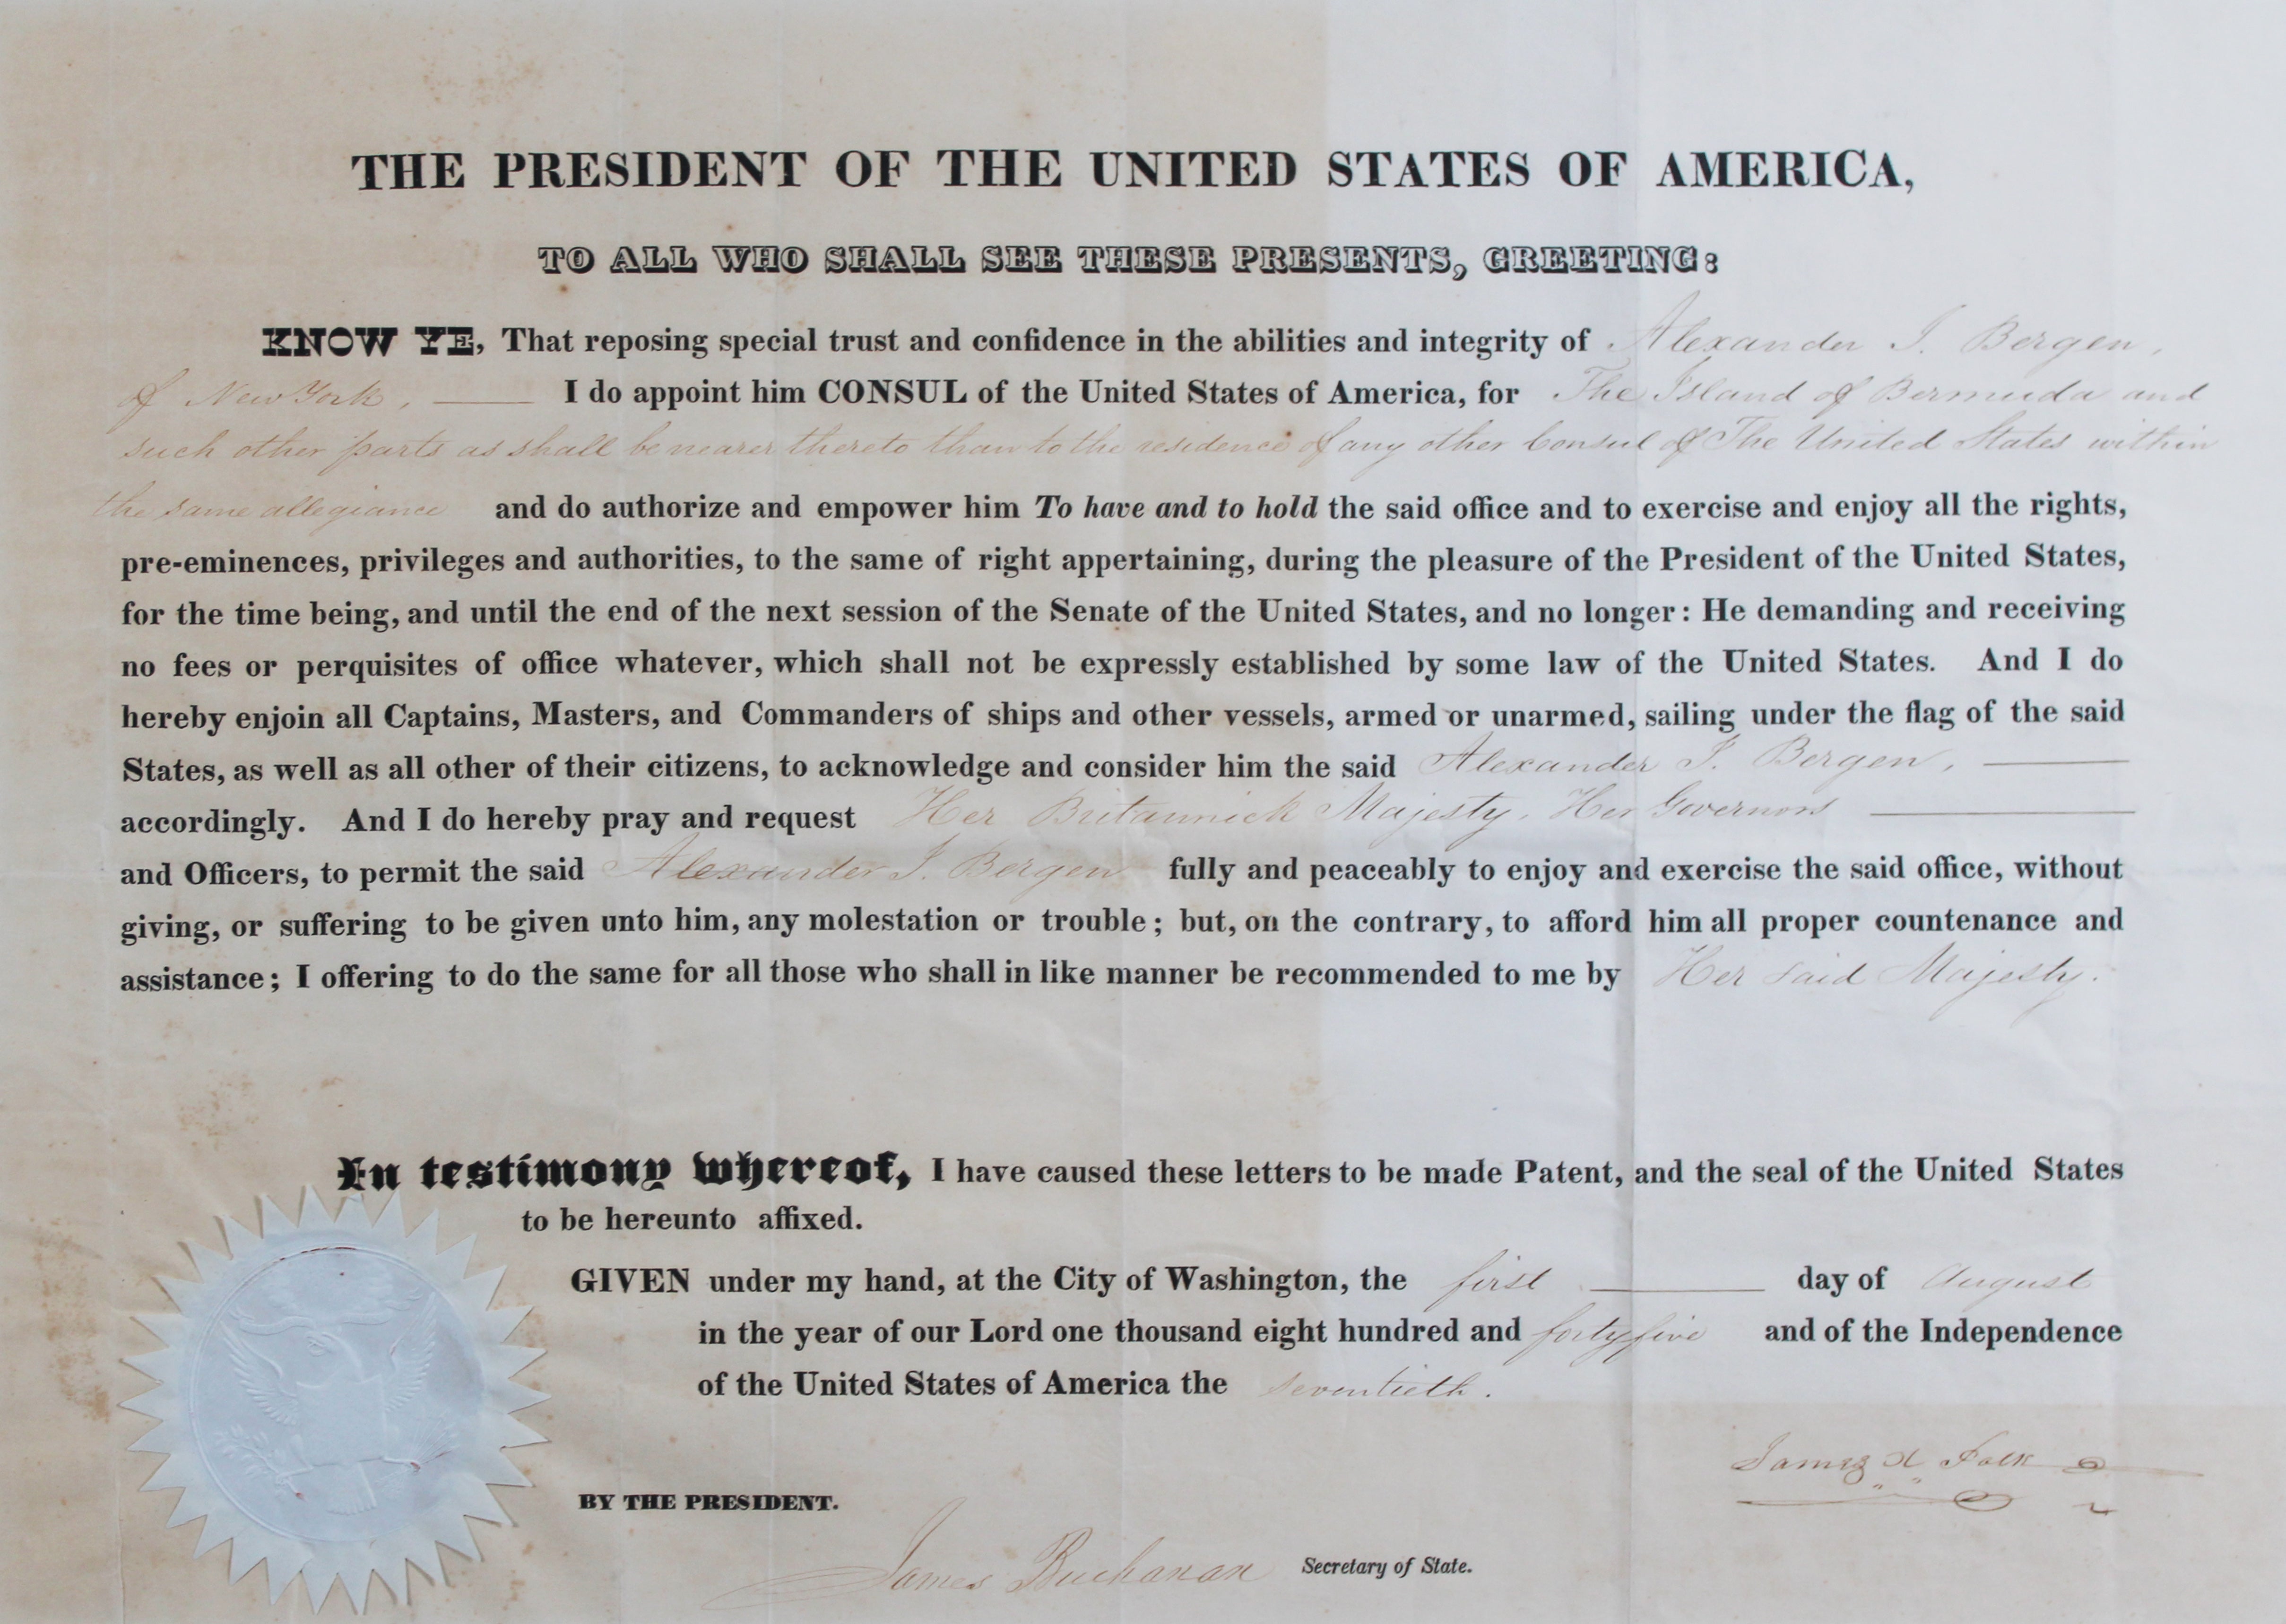 THE PRESIDENT OF THE UNITED STATES OF AMERICA,
TO ALL WHO SHALL SEE THESE PRESENTS, GREETING:
KNOW YE, That reposing special trust and confidence in the abilities and integrity of Alexander J. Bergen,
of New York, I do appoint him CONSUL of the United States of America, for The Island of Bermuda and
such other parts as shall be nearer thereto than to the residence of any other Consul of The United States within
the same allegiance and do authorize and empower him To have and to hold the said office and to exercise and enjoy all the rights,
pre-eminences, privileges and authorities, to the same of right appertaining, during the pleasure of the President of the United States,
for the time being, and until the end of the next session of the Senate of the United States, and no longer: He demanding and receiving
no fees or perquisites of office whatever, which shall not be expressly established by some law of the United States. And I do
hereby enjoin all Captains, Masters, and Commanders of ships and other vessels, armed or unarmed, sailing under the flag of the said
States, as well as all other of their citizens, to acknowledge and consider him the said Alexander J. Bergen,
accordingly. And I do hereby pray and request Her Britannick Majesty, Her Governors
and Officers, to permit the said Alexander J. Bergen fully and peaceably to enjoy and exercise the said office, without
giving, or suffering to be given unto him, any molestation or trouble; but, on the contrary, to afford him all proper countenance and
assistance; I offering to do the same for all those who shall in like manner be recommended to me by Her said Majesty.
In testimony whereof, I have caused these letters to be made Patent, and the seal of the United States
to be hereunto affixed.
GIVEN under my hand, at the City of Washington, the first day of August
in the year of our Lord one thousand eight hundred and forty five and of the Independence
of the United States of America the seventieth.
James K Polk
BY THE PRESIDENT.
James Buchanan Secretary of State.